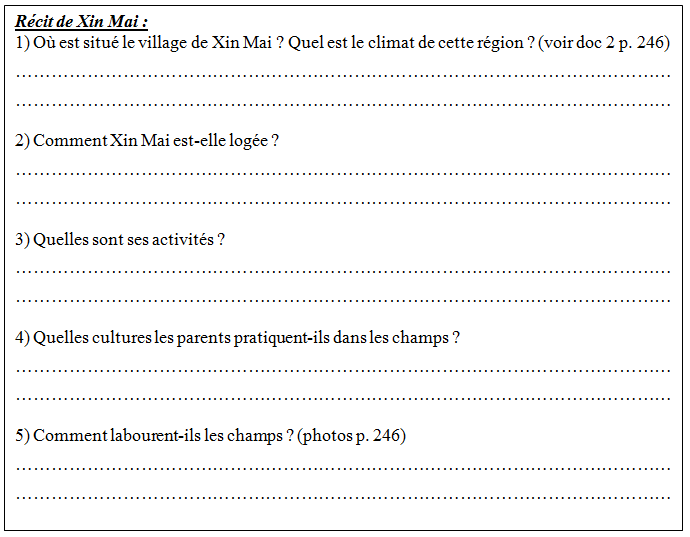 Récit de Xin Mai :
1) Où est situé le village de Xin Mai ? Quel est le climat de cette région ? (voir doc 2 p. 246)
……………………………………………………………………………………………………
……………………………………………………………………………………………………
2) Comment Xin Mai est-elle logée ?
……………………………………………………………………………………………………
……………………………………………………………………………………………………
3) Quelles sont ses activités ?
……………………………………………………………………………………………………
……………………………………………………………………………………………………
4) Quelles cultures les parents pratiquent-ils dans les champs ?
……………………………………………………………………………………………………
……………………………………………………………………………………………………
5) Comment labourent-ils les champs ? (photos p. 246)
……………………………………………………………………………………………………
……………………………………………………………………………………………………